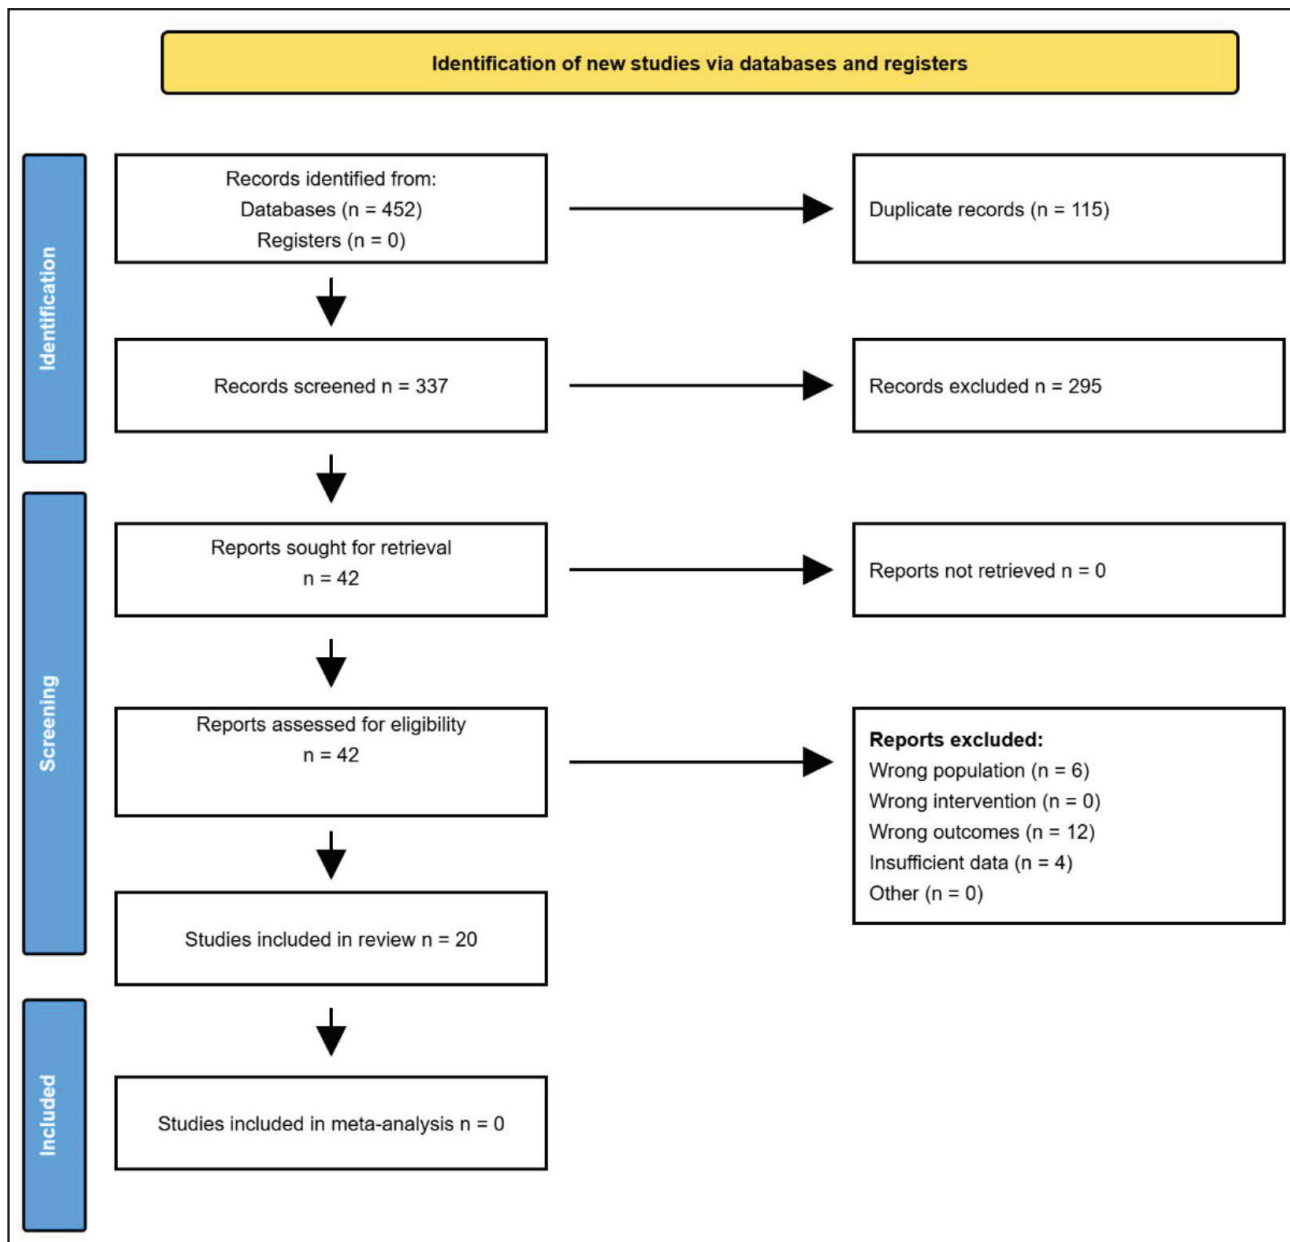 Identification of new studies via databases and registers
Identification
Records identified from:
Databases (n = 452)
Registers (n = 0)
Duplicate records (n = 115)
Records screened n = 337
Records excluded n = 295
Screening
Reports sought for retrieval
n = 42
Reports not retrieved n = 0
Reports assessed for eligibility
n = 42
Reports excluded:
Wrong population (n = 6)
Wrong intervention (n = 0)
Wrong outcomes (n = 12)
Insufficient data (n = 4)
Other (n = 0)
Studies included in review n = 20
Included
Studies included in meta-analysis n = 0